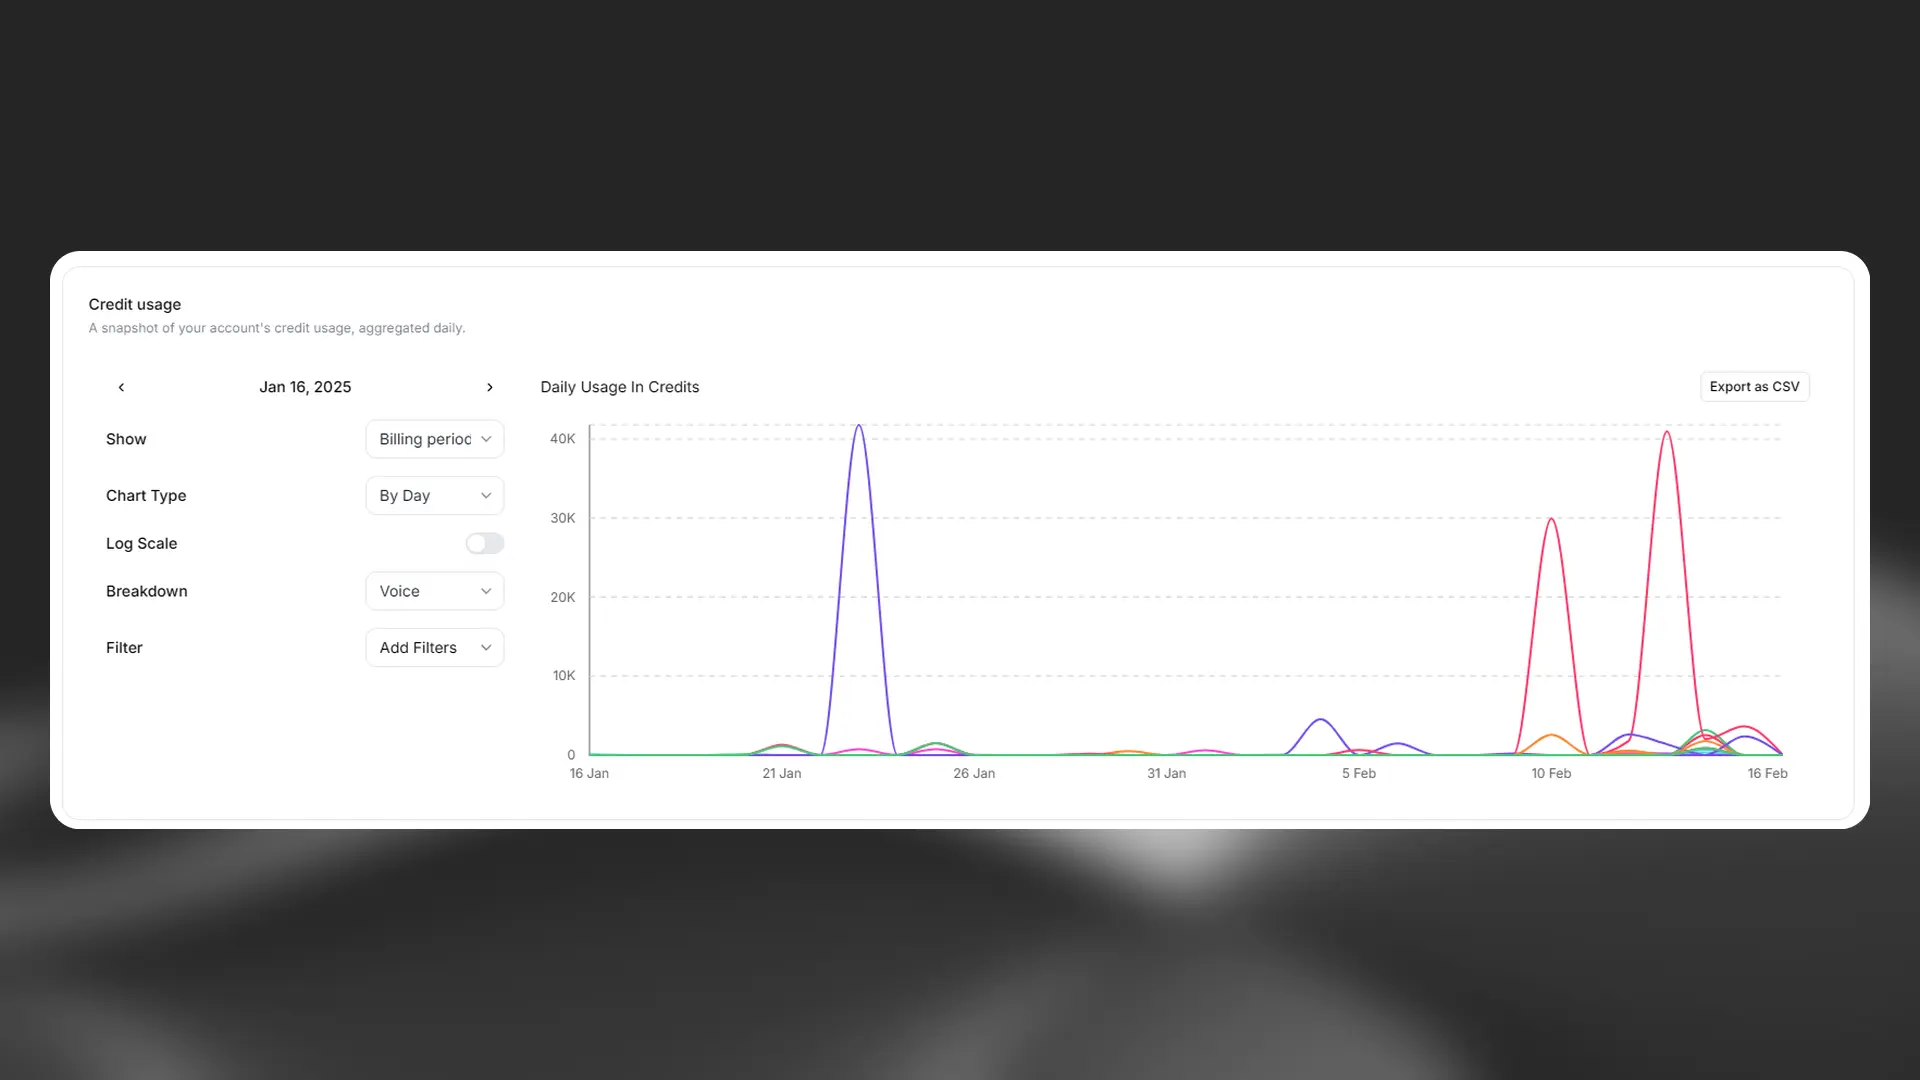 Credit usage
A snapshot of your account's credit usage, aggregated daily.
Jan 16, 2025
Show
Billing period
Chart Type
By Day
Log Scale
Breakdown
Voice
Filter
Add Filters
Daily Usage In Credits
Export as CSV
40K
30K
20K
10K
0
16 Jan 21 Jan 26 Jan 31 Jan 5 Feb 10 Feb 16 Feb